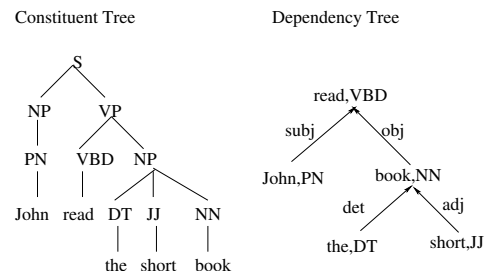 Constituent Tree
S
NP VP
PN VBD NP
John read DT JJ NN
the short book
Dependency Tree
read,VBD
subj obj
John,PN book,NN
det adj
the,DT short,JJ